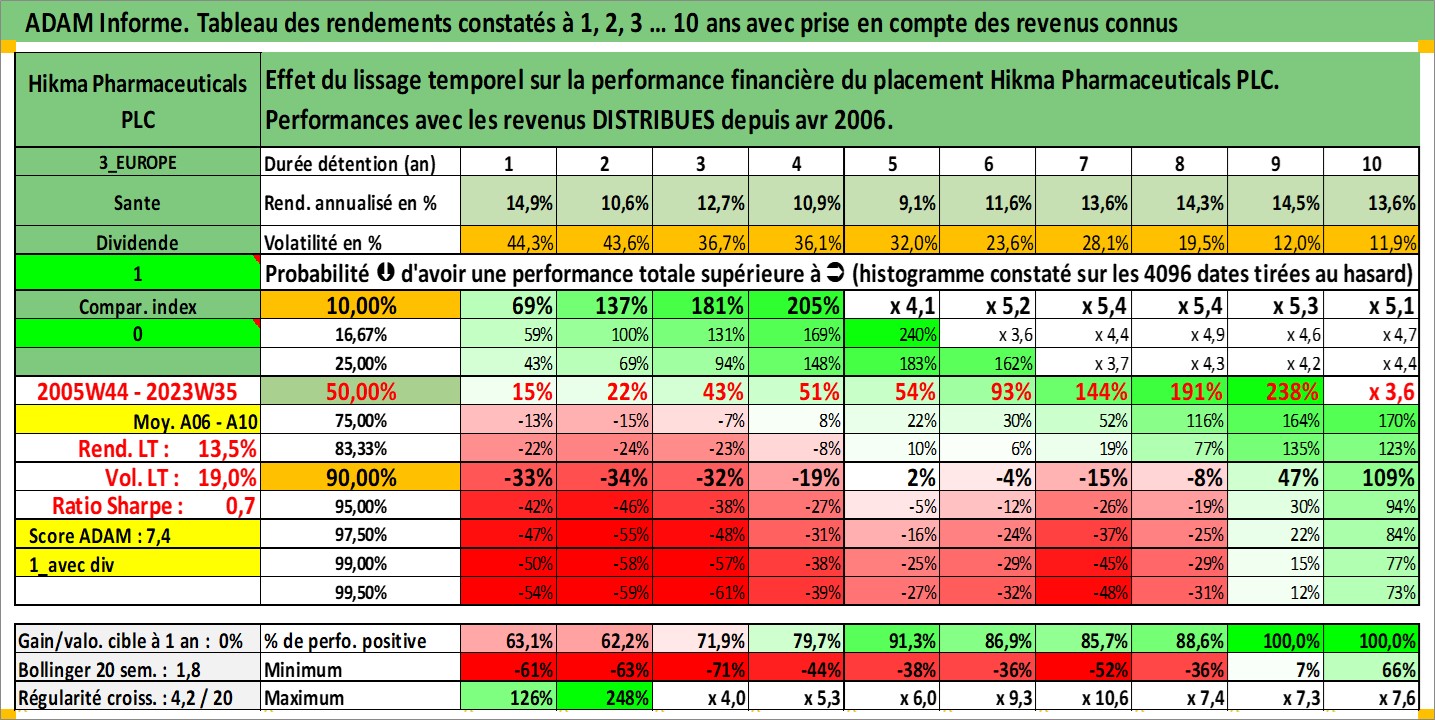 ADAM Informe. Tableau des rendements constatés à 1, 2, 3 ... 10 ans avec prise en compte des revenus connus
Hikma Pharmaceuticals PLC
Effet du lissage temporel sur la performance financière du placement Hikma Pharmaceuticals PLC.
Performances avec les revenus DISTRIBUES depuis avr 2006.
3_EUROPE Durée détention (an) 1 2 3 4 5 6 7 8 9 10
Sante Rend. annualisé en % 14,9% 10,6% 12,7% 10,9% 9,1% 11,6% 13,6% 14,3% 14,5% 13,6%
Dividende Volatilité en % 44,3% 43,6% 36,7% 36,1% 32,0% 23,6% 28,1% 19,5% 12,0% 11,9%
1 Probabilité ⬇ d'avoir une performance totale supérieure à ➲ (histogramme constaté sur les 4096 dates tirées au hasard)
Compar. index 10,00% 69% 137% 181% 205% x 4,1 x 5,2 x 5,4 x 5,4 x 5,3 x 5,1
0 16,67% 59% 100% 131% 169% 240% x 3,6 x 4,4 x 4,9 x 4,6 x 4,7
25,00% 43% 69% 94% 148% 183% 162% x 3,7 x 4,3 x 4,2 x 4,4
2005W44 - 2023W35 50,00% 15% 22% 43% 51% 54% 93% 144% 191% 238% x 3,6
Moy. A06 - A10 75,00% -13% -15% -7% 8% 22% 30% 52% 116% 164% 170%
Rend. LT : 13,5% 83,33% -22% -24% -23% -8% 10% 6% 19% 77% 135% 123%
Vol. LT : 19,0% 90,00% -33% -34% -32% -19% 2% -4% -15% -8% 47% 109%
Ratio Sharpe : 0,7 95,00% -42% -46% -38% -27% -5% -12% -26% -19% 30% 94%
Score ADAM : 7,4 97,50% -47% -55% -48% -31% -16% -24% -37% -25% 22% 84%
1_avec div 99,00% -50% -58% -57% -38% -25% -29% -45% -29% 15% 77%
99,50% -54% -59% -61% -39% -27% -32% -48% -31% 12% 73%
Gain/valo. cible à 1 an : 0% % de perfo. positive 63,1% 62,2% 71,9% 79,7% 91,3% 86,9% 85,7% 88,6% 100,0% 100,0%
Bollinger 20 sem. : 1,8 Minimum -61% -63% -71% -44% -38% -36% -52% -36% 7% 66%
Régularité croiss. : 4,2 / 20 Maximum 126% 248% x 4,0 x 5,3 x 6,0 x 9,3 x 10,6 x 7,4 x 7,3 x 7,6